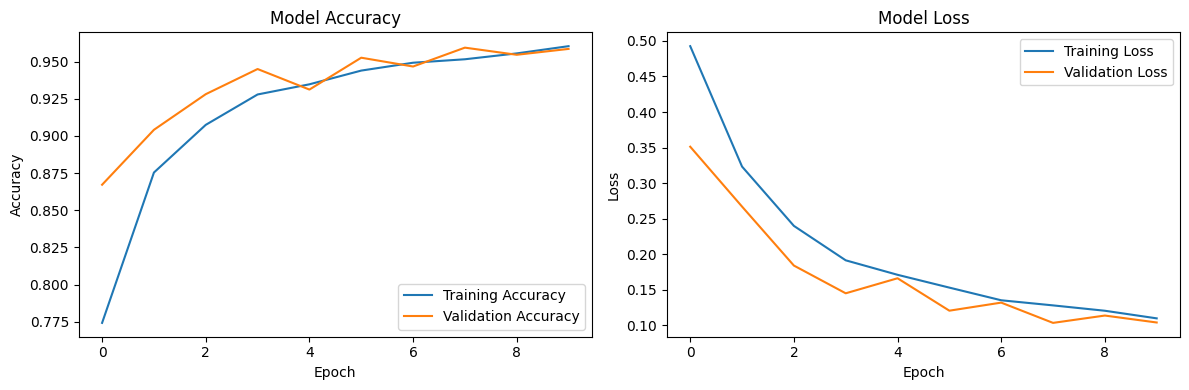 Model Accuracy
0.950
0.925
0.900
0.875
0.850
0.825
0.800
0.775
Accuracy
Training Accuracy
Validation Accuracy
0 2 4 6 8
Epoch
Model Loss
0.50
0.45
0.40
0.35
0.30
0.25
0.20
0.15
0.10
Loss
Training Loss
Validation Loss
0 2 4 6 8
Epoch